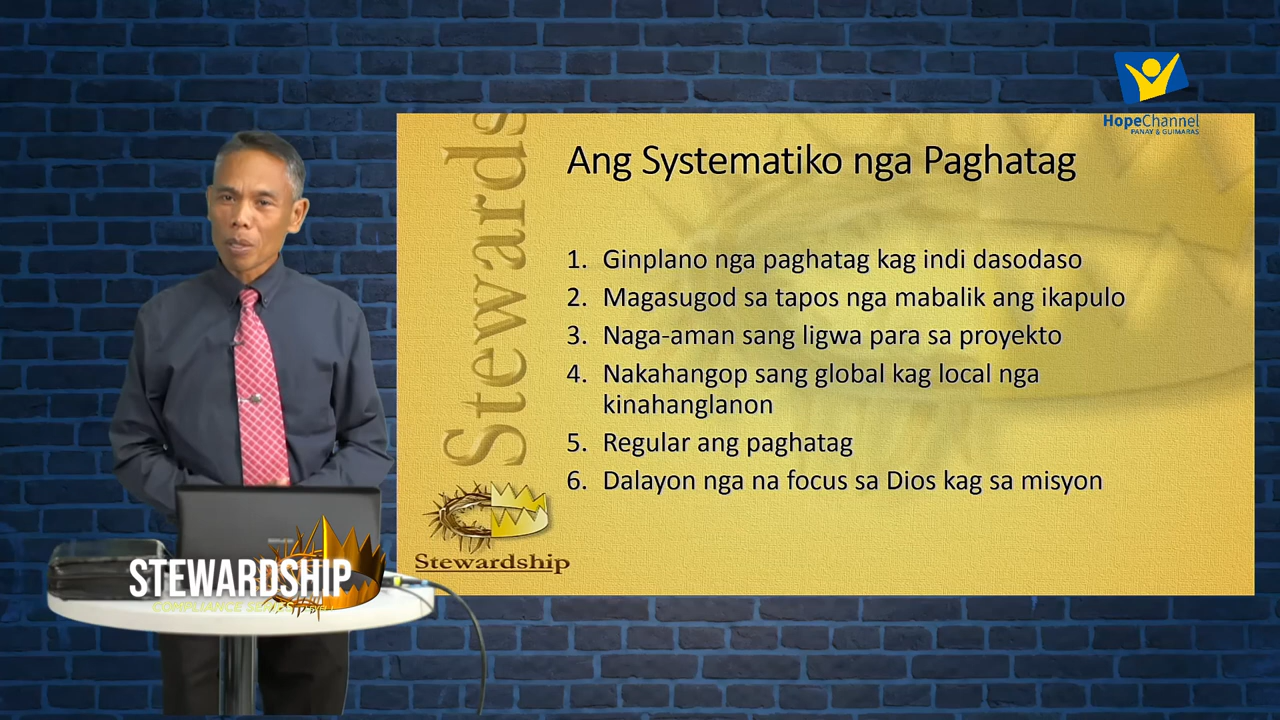 HopeChannel
PANAY & GUIMARAS
Stewards
Ang Systematiko nga Paghatag
1. Ginplano nga paghatag kag indi dasodaso
2. Magasugod sa tapos nga mabalik ang ikapulo
3. Naga-aman sang ligwa para sa proyekto
4. Nakahangop sang global kag local nga
kinahanglanon
5. Regular ang paghatag
6. Dalayon nga na focus sa Dios kag sa misyon
Stewardship
STEWARDSHIP
COMPLIANCE